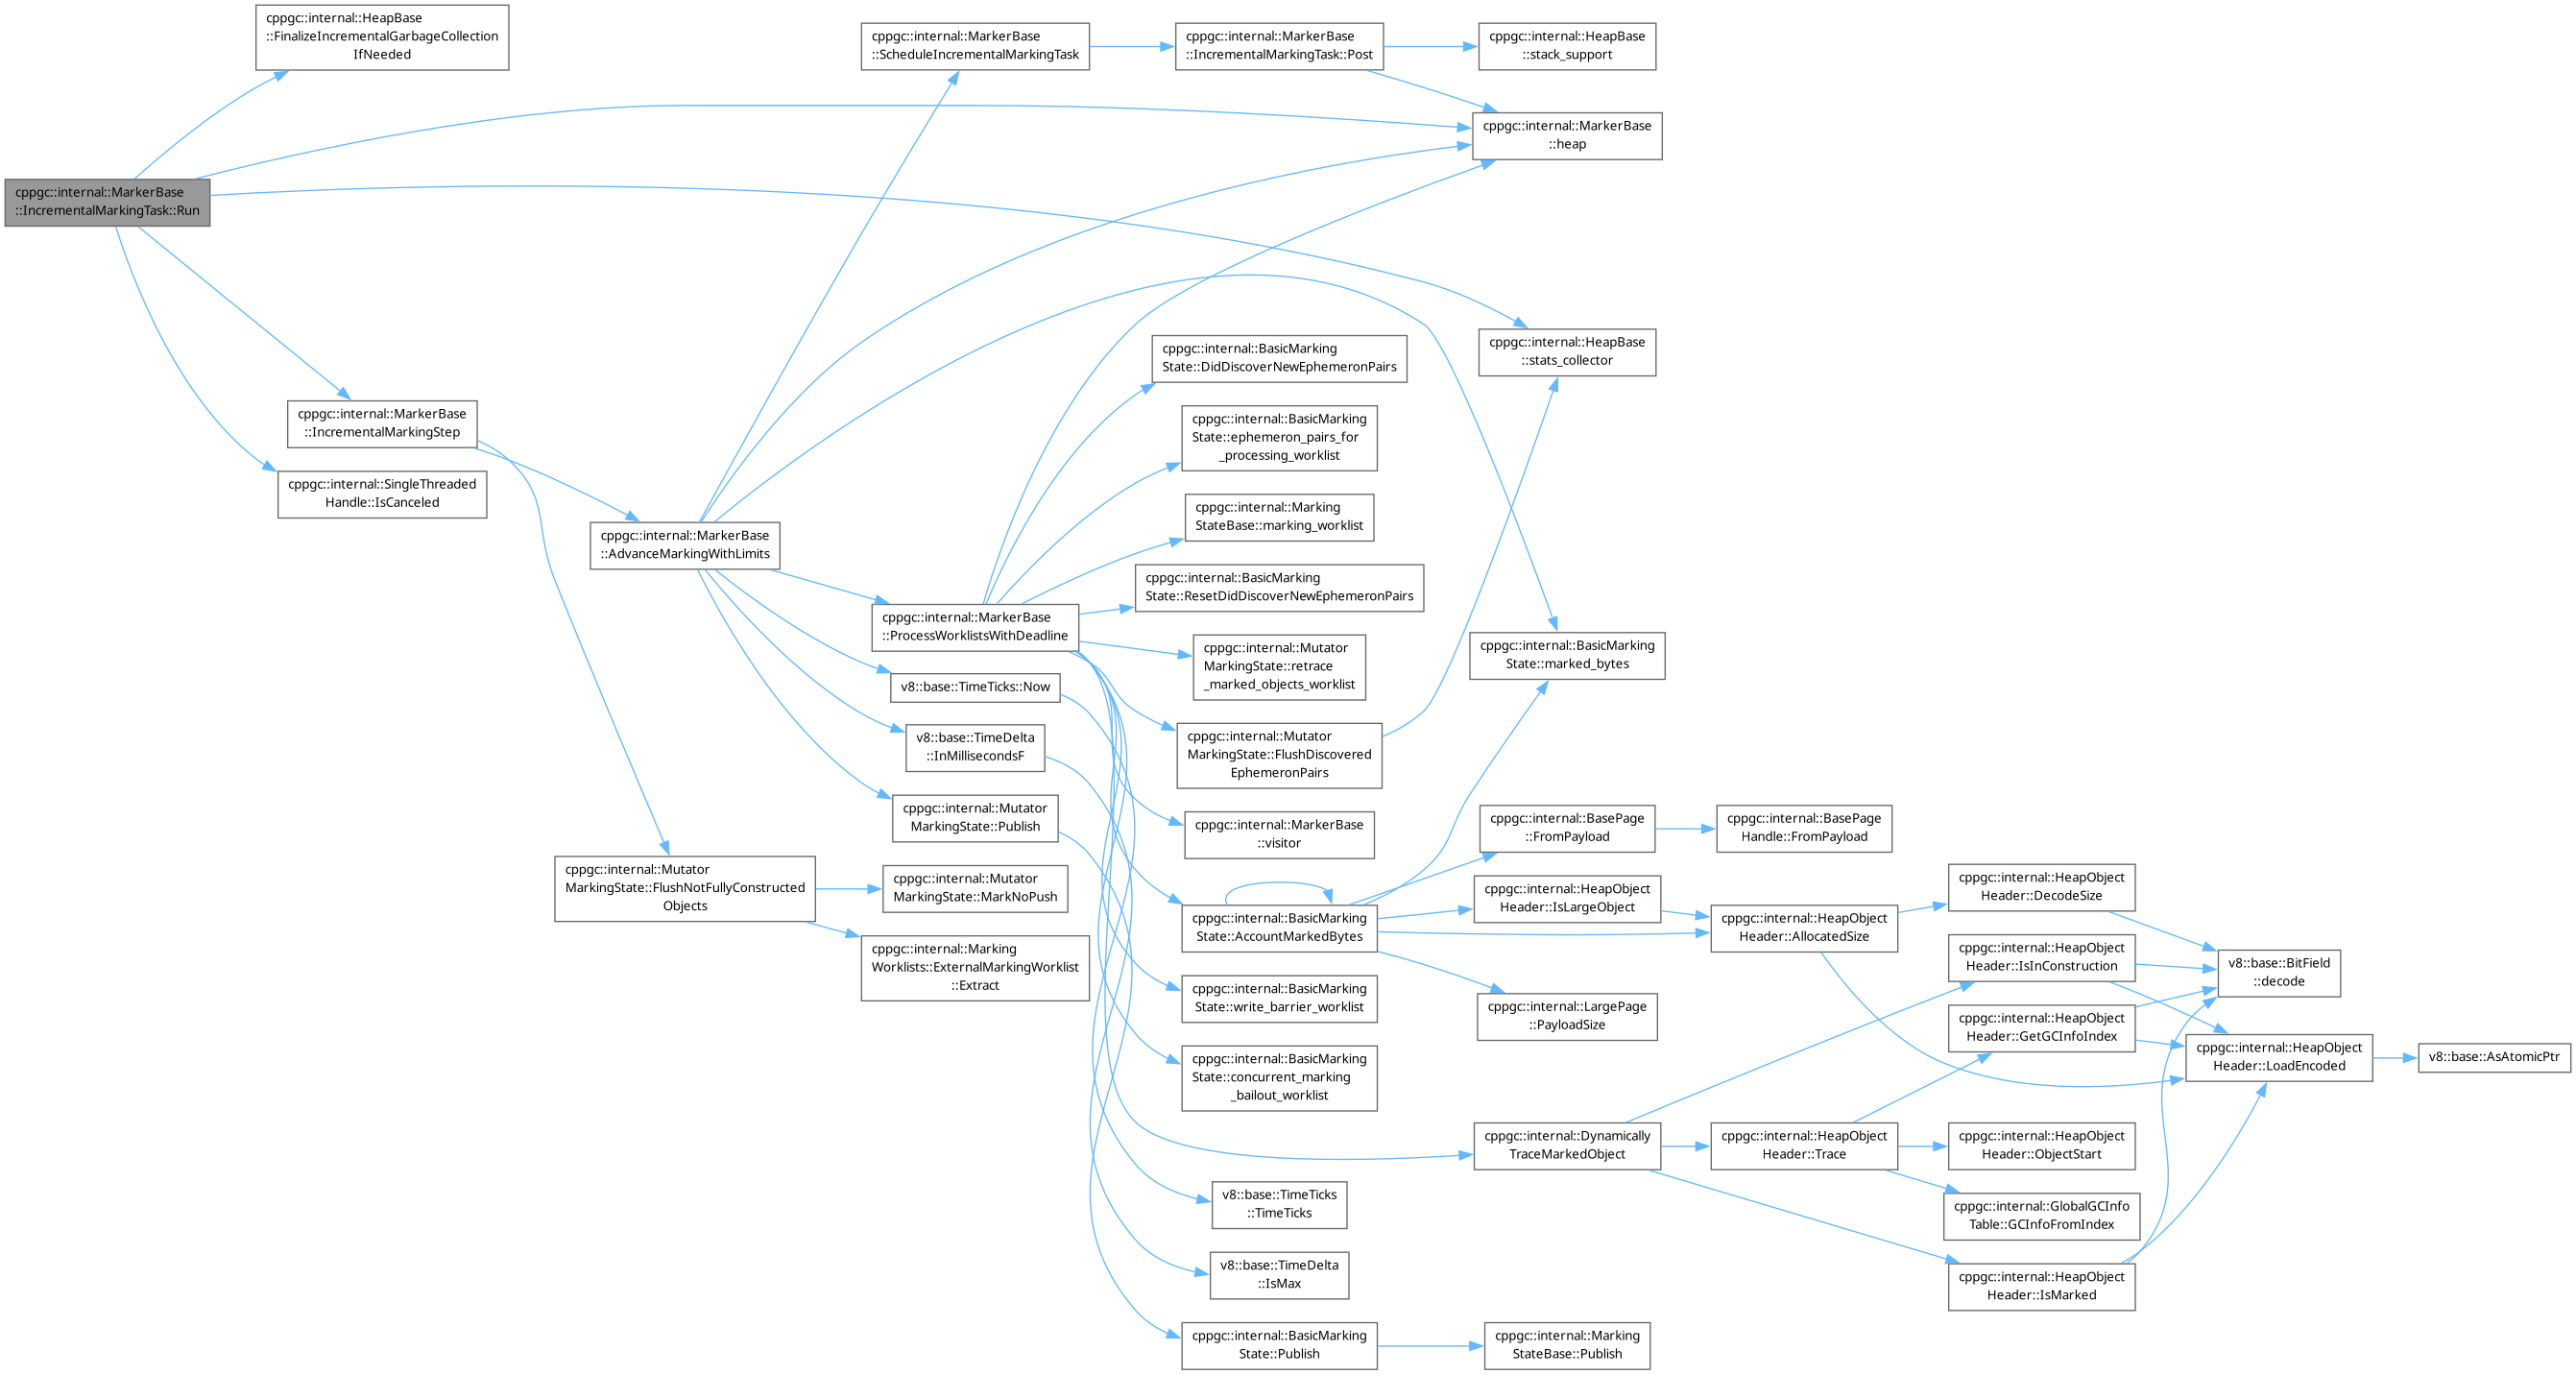 cppgc::internal::MarkerBase
::IncrementalMarkingTask::Run
cppgc::internal::HeapBase
::FinalizeIncrementalGarbageCollection
IfNeeded
cppgc::internal::MarkerBase
::IncrementalMarkingStep
cppgc::internal::SingleThreaded
Handle::IsCanceled
cppgc::internal::MarkerBase
::AdvanceMarkingWithLimits
cppgc::internal::Mutator
MarkingState::FlushNotFullyConstructed
Objects
cppgc::internal::MarkerBase
::ScheduleIncrementalMarkingTask
cppgc::internal::MarkerBase
::ProcessWorklistsWithDeadline
v8::base::TimeTicks::Now
v8::base::TimeDelta
::InMillisecondsF
cppgc::internal::Mutator
MarkingState::Publish
cppgc::internal::Mutator
MarkingState::MarkNoPush
cppgc::internal::Marking
Worklists::ExternalMarkingWorklist
::Extract
cppgc::internal::MarkerBase
::IncrementalMarkingTask::Post
cppgc::internal::BasicMarking
State::DidDiscoverNewEphemeronPairs
cppgc::internal::BasicMarking
State::ephemeron_pairs_for
_processing_worklist
cppgc::internal::Marking
StateBase::marking_worklist
cppgc::internal::BasicMarking
State::ResetDidDiscoverNewEphemeronPairs
cppgc::internal::Mutator
MarkingState::retrace
_marked_objects_worklist
cppgc::internal::Mutator
MarkingState::FlushDiscovered
EphemeronPairs
cppgc::internal::MarkerBase
::visitor
cppgc::internal::BasicMarking
State::AccountMarkedBytes
cppgc::internal::BasicMarking
State::write_barrier_worklist
cppgc::internal::BasicMarking
State::concurrent_marking
_bailout_worklist
v8::base::TimeTicks
::TimeTicks
v8::base::TimeDelta
::IsMax
cppgc::internal::BasicMarking
State::Publish
cppgc::internal::HeapBase
::stack_support
cppgc::internal::MarkerBase
::heap
cppgc::internal::HeapBase
::stats_collector
cppgc::internal::BasicMarking
State::marked_bytes
cppgc::internal::BasePage
::FromPayload
cppgc::internal::HeapObject
Header::IsLargeObject
cppgc::internal::LargePage
::PayloadSize
cppgc::internal::Dynamically
TraceMarkedObject
cppgc::internal::Marking
StateBase::Publish
cppgc::internal::BasePage
Handle::FromPayload
cppgc::internal::HeapObject
Header::AllocatedSize
cppgc::internal::HeapObject
Header::Trace
cppgc::internal::HeapObject
Header::DecodeSize
cppgc::internal::HeapObject
Header::IsInConstruction
cppgc::internal::HeapObject
Header::GetGCInfoIndex
cppgc::internal::HeapObject
Header::ObjectStart
cppgc::internal::GlobalGCInfo
Table::GCInfoFromIndex
cppgc::internal::HeapObject
Header::IsMarked
v8::base::BitField
::decode
cppgc::internal::HeapObject
Header::LoadEncoded
v8::base::AsAtomicPtr